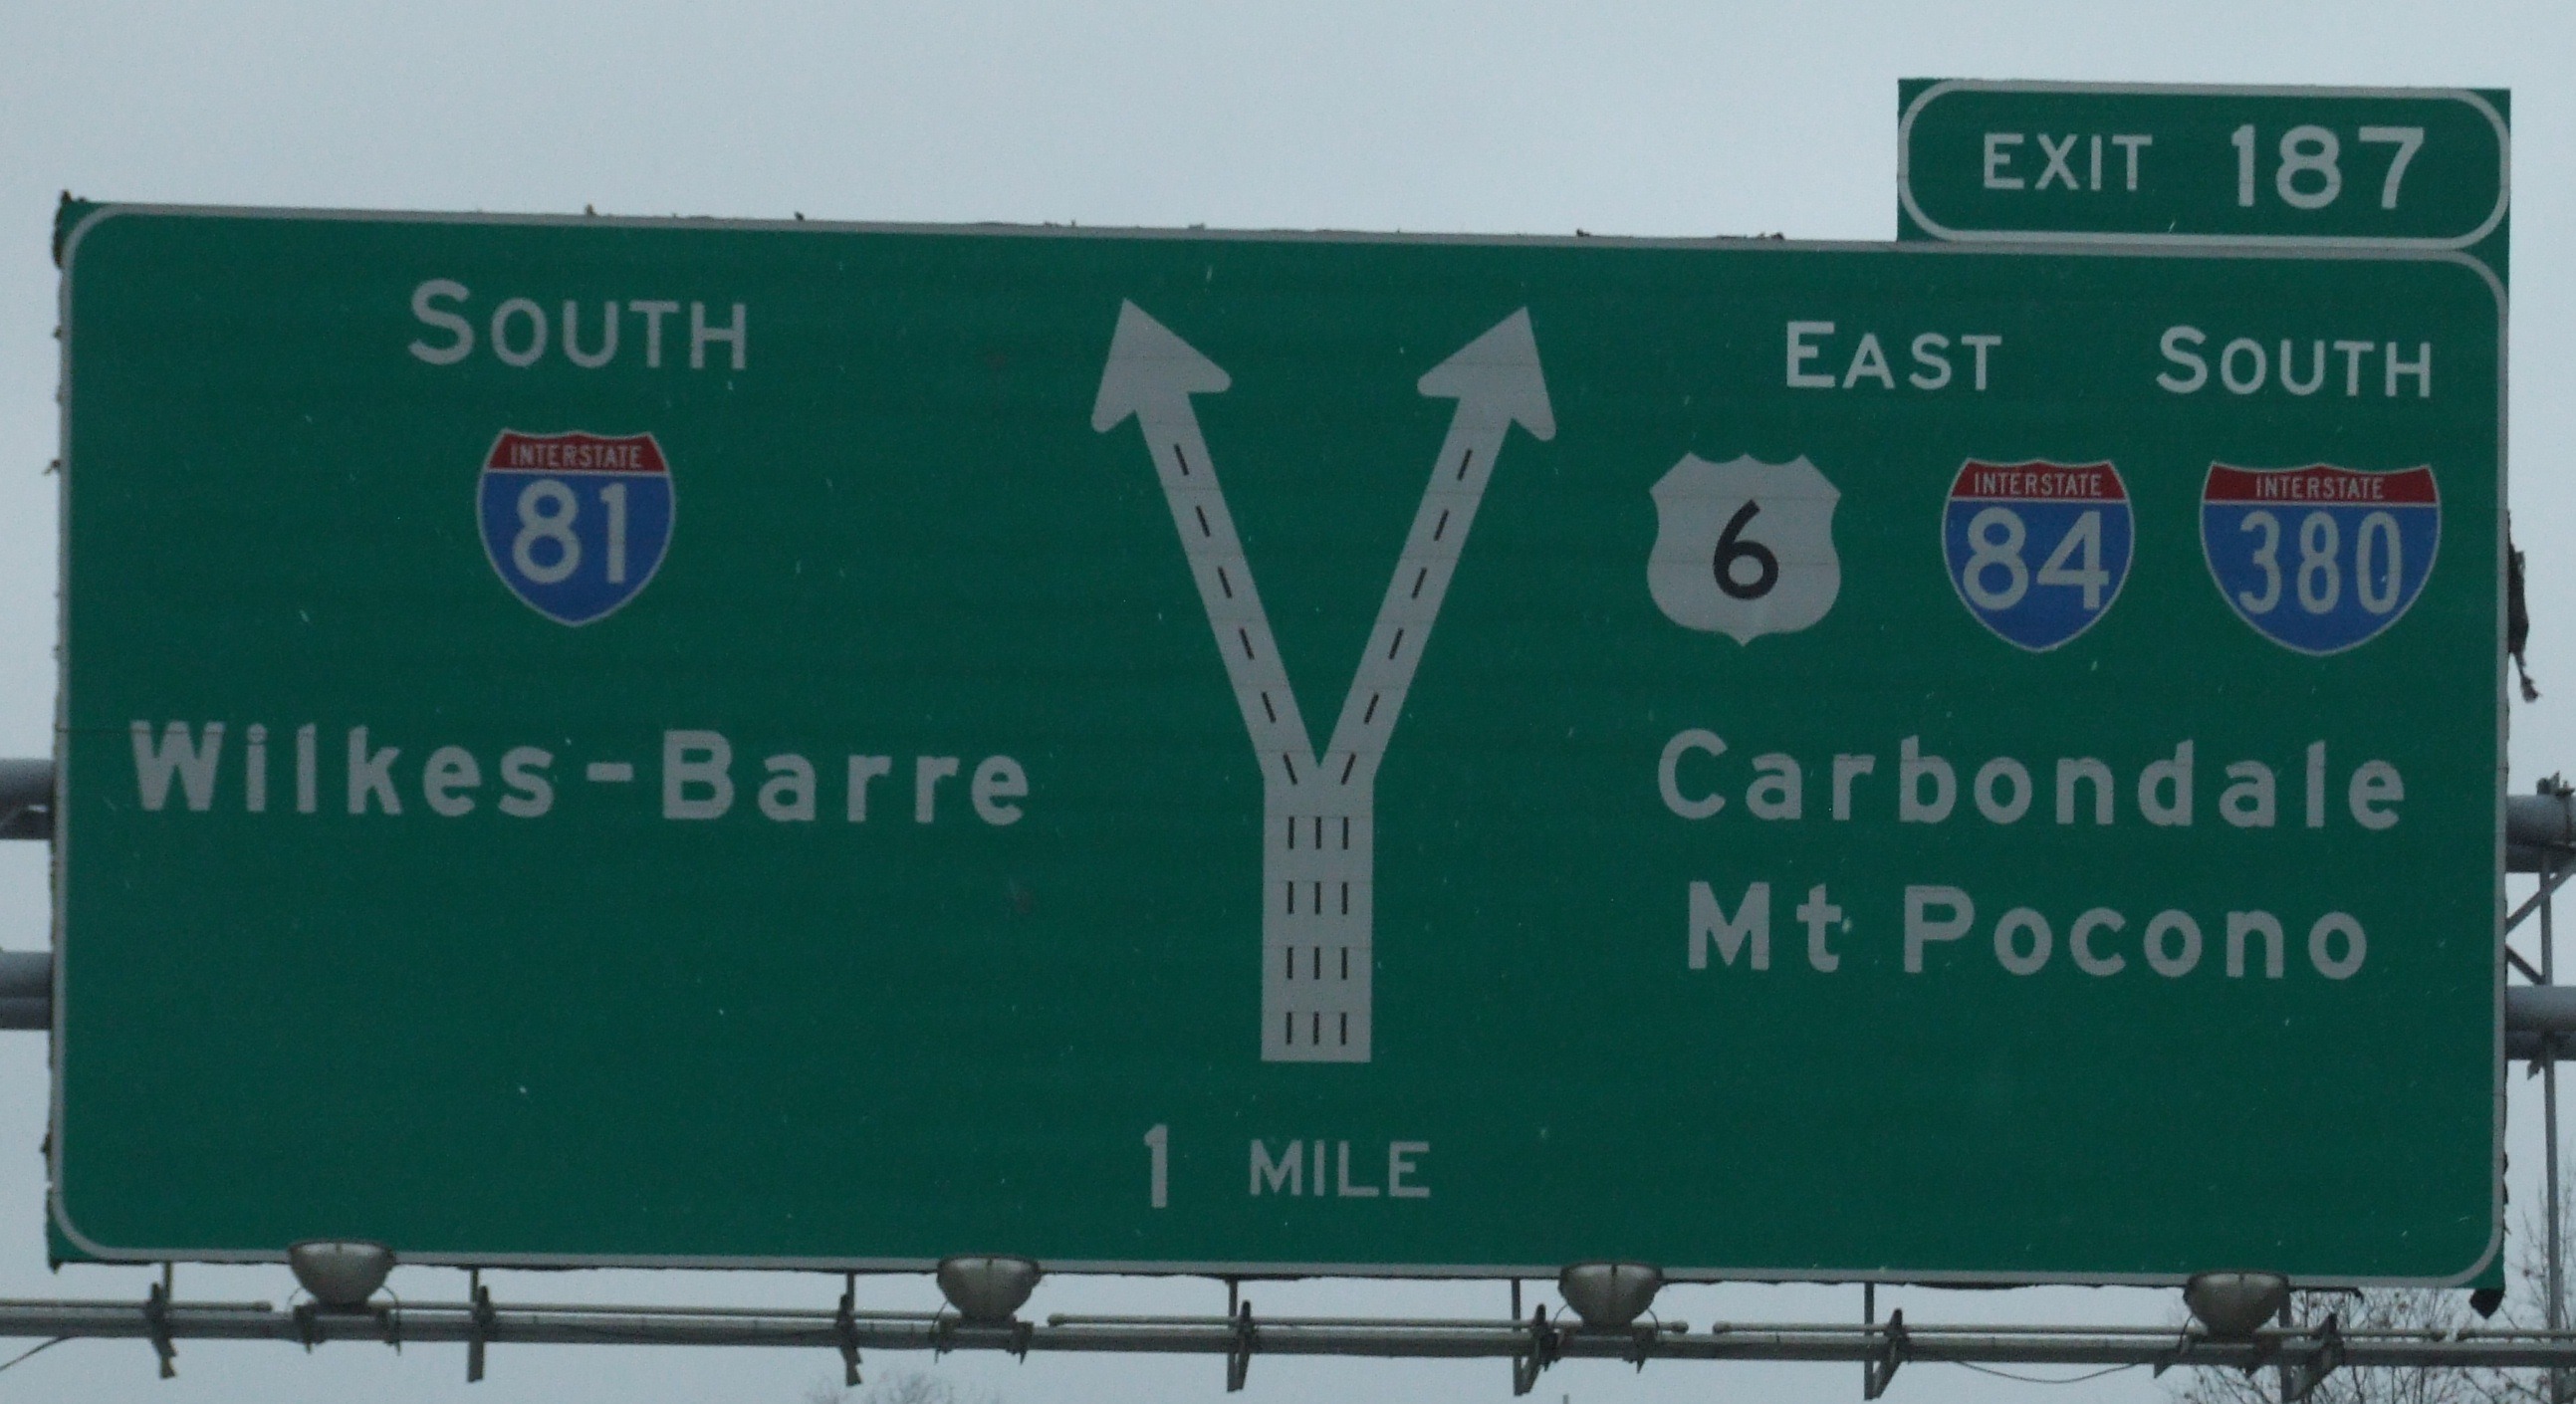 EXIT 187
SOUTH
INTERSTATE
81
Wilkes-Barre
EAST SOUTH
6
INTERSTATE
84
INTERSTATE
380
Carbondale
Mt Pocono
1 MILE